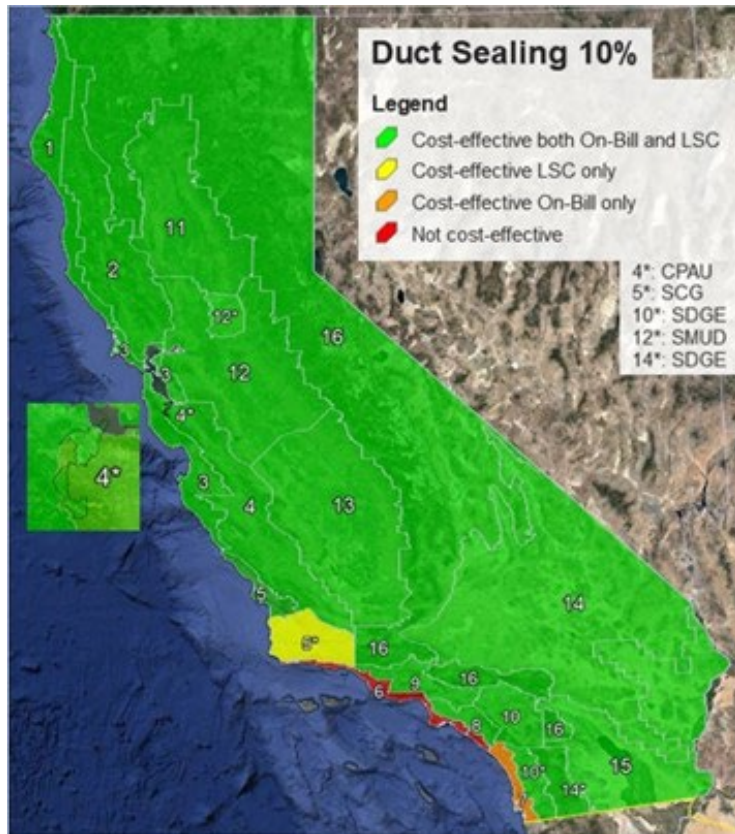 Duct Sealing 10%
Legend
Cost-effective both On-Bill and LSC
Cost-effective LSC only
Cost-effective On-Bill only
Not cost-effective
4*: CPAU
5*: SCG
10*: SDGE
12*: SMUD
14*: SDGE
1
11
2
12*
16
3
3
12
4*
4*
3
4
13
5
14
5*
16
16
9
6
8
10
16
10*
14*
15